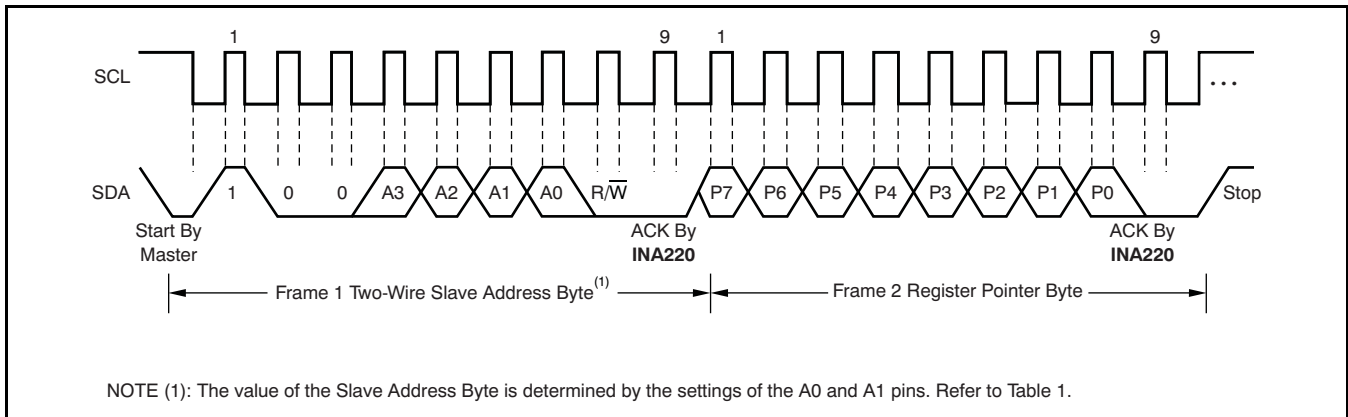 1 9 1 9
SCL ...
SDA 1 0 0 A3 A2 A1 A0 R/W̅ P7 P6 P5 P4 P3 P2 P1 P0 Stop
Start By Master
ACK By INA220
ACK By INA220
Frame 1 Two-Wire Slave Address Byte(1)
Frame 2 Register Pointer Byte
NOTE (1): The value of the Slave Address Byte is determined by the settings of the A0 and A1 pins. Refer to Table 1.